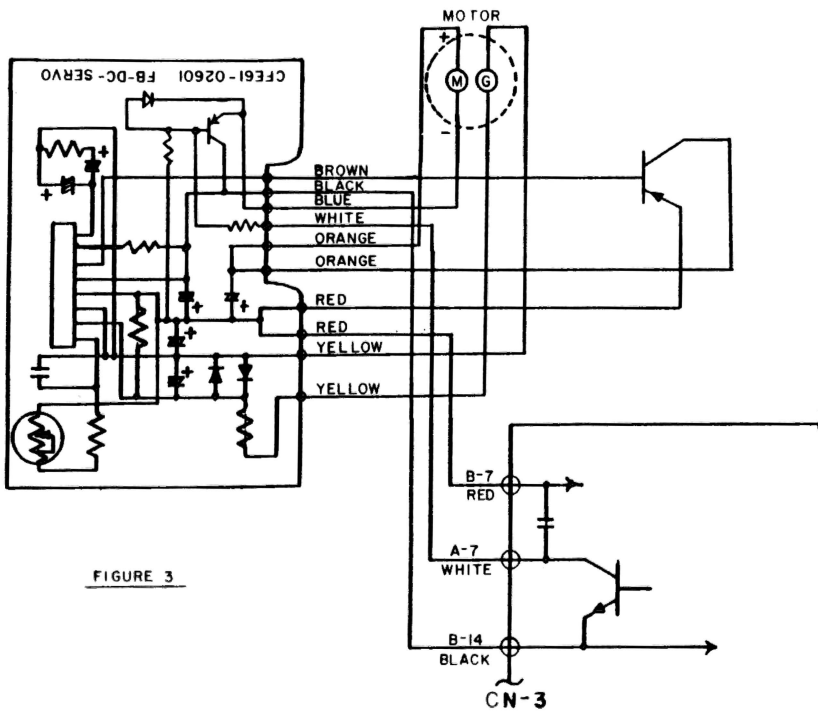 MOTOR
+
M G
-
CFE61-02601 FB-DC-SERVO
+
+
BROWN
BLACK
BLUE
WHITE
ORANGE
ORANGE
+
+
RED
+
RED
YELLOW
+
YELLOW
B-7
RED
A-7
WHITE
FIGURE 3
B-14
BLACK
CN-3